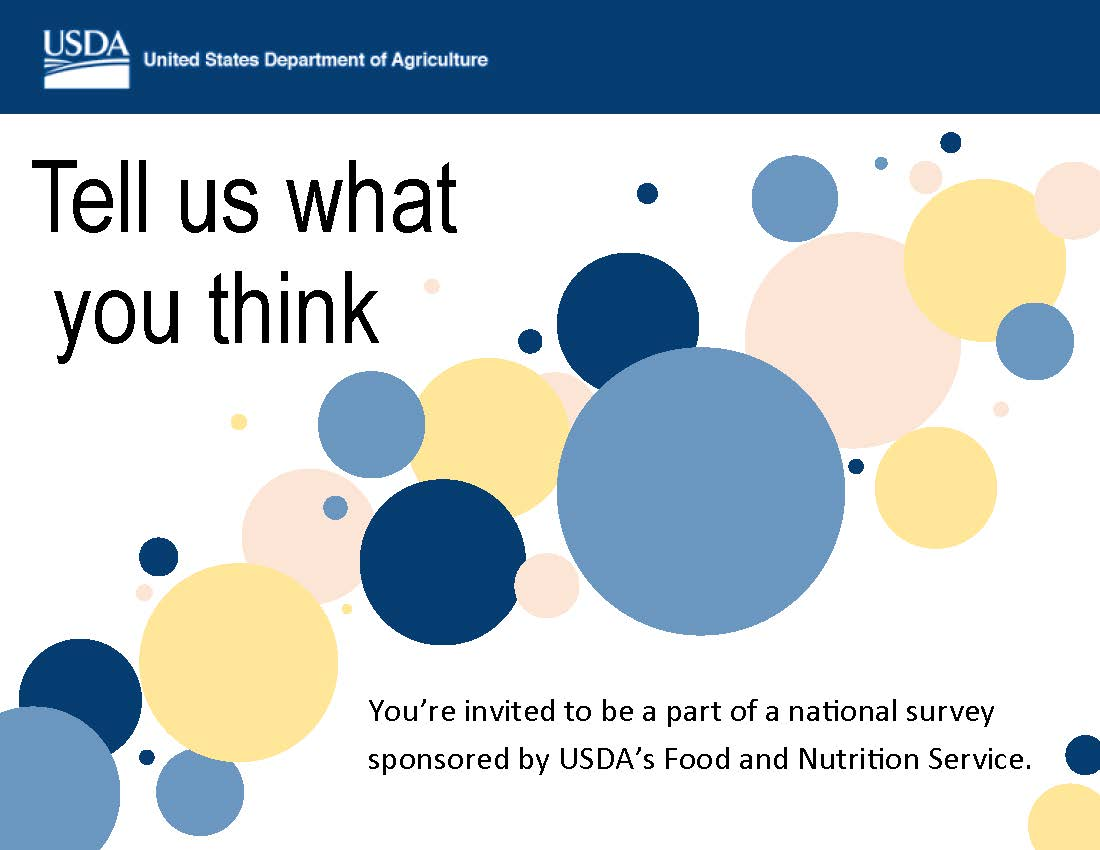 USDA
United States Department of Agriculture
Tell us what
you think
You’re invited to be a part of a national survey
sponsored by USDA’s Food and Nutrition Service.